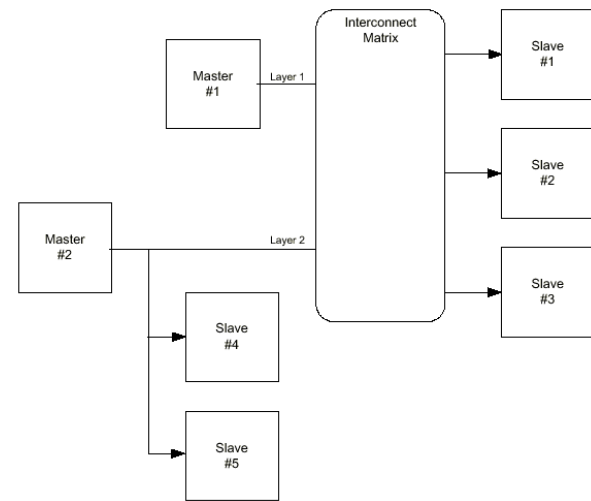 Interconnect
Matrix
Slave
#1
Master
#1
Layer 1
Slave
#2
Master
#2
Layer 2
Slave
#3
Slave
#4
Slave
#5